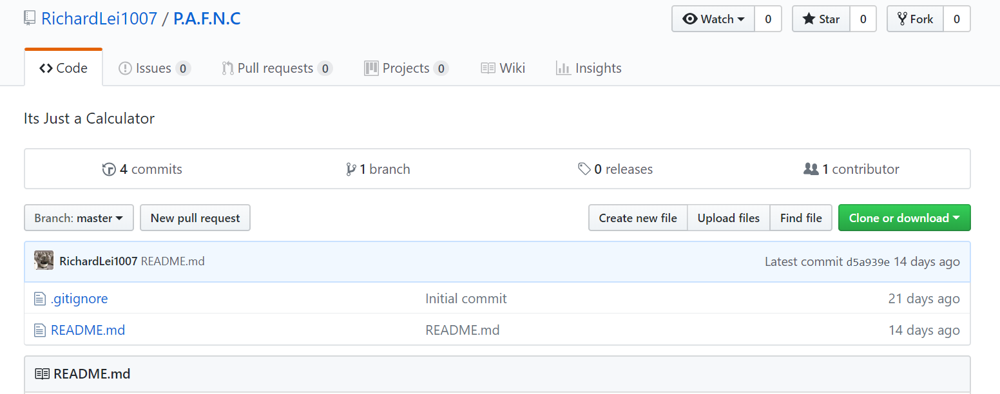 RichardLei1007 / P.A.F.N.C Watch 0 Star 0 Fork 0
Code Issues 0 Pull requests 0 Projects 0 Wiki Insights
Its Just a Calculator
4 commits 1 branch 0 releases 1 contributor
Branch: master New pull request Create new file Upload files Find file Clone or download
RichardLei1007 README.md Latest commit d5a939e 14 days ago
.gitignore Initial commit 21 days ago
README.md README.md 14 days ago
README.md